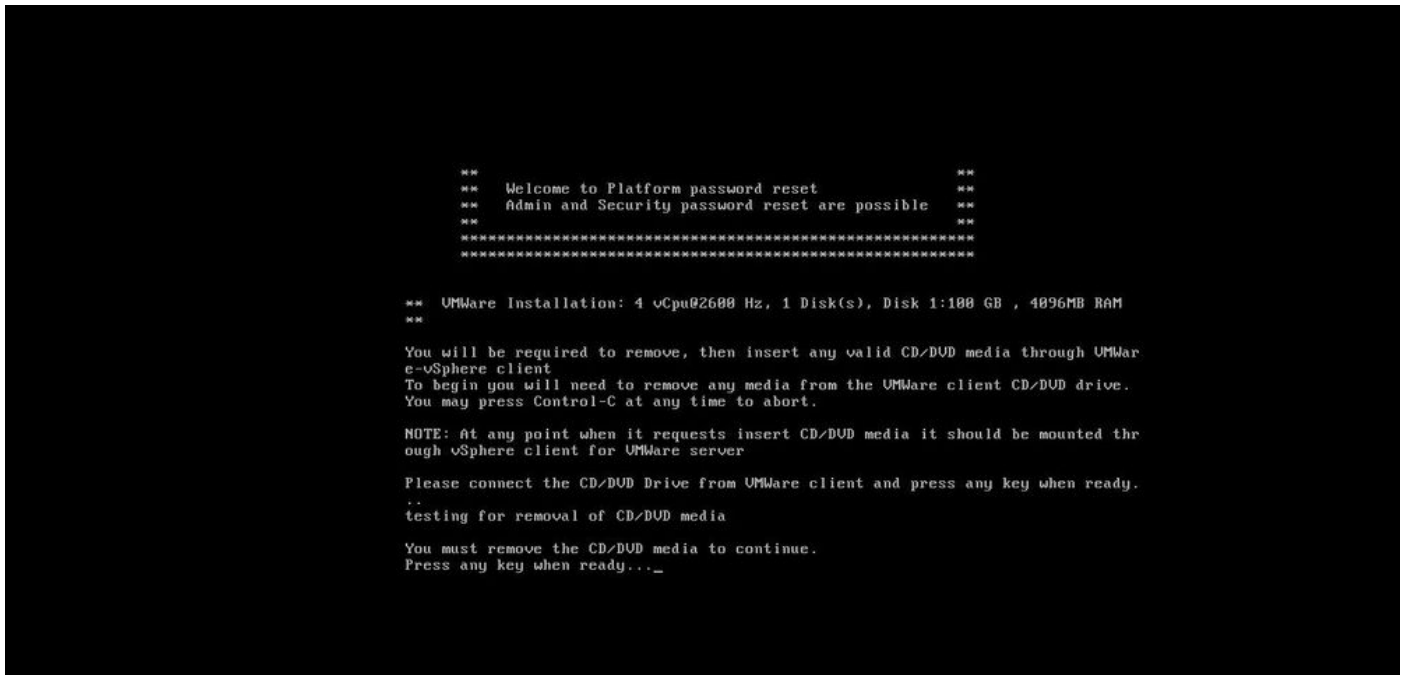 ** **
** Welcome to Platform password reset **
** Admin and Security password reset are possible **
** **
********************************************************
********************************************************
** VMWare Installation: 4 vCpu@2600 Hz, 1 Disk(s), Disk 1:100 GB , 4096MB RAM
**
You will be required to remove, then insert any valid CD/DVD media through VMWar
e-vSphere client
To begin you will need to remove any media from the VMWare client CD/DVD drive.
You may press Control-C at any time to abort.
NOTE: At any point when it requests insert CD/DVD media it should be mounted thr
ough vSphere client for VMWare server
Please connect the CD/DVD Drive from VMWare client and press any key when ready.
..
testing for removal of CD/DVD media
You must remove the CD/DVD media to continue.
Press any key when ready..._